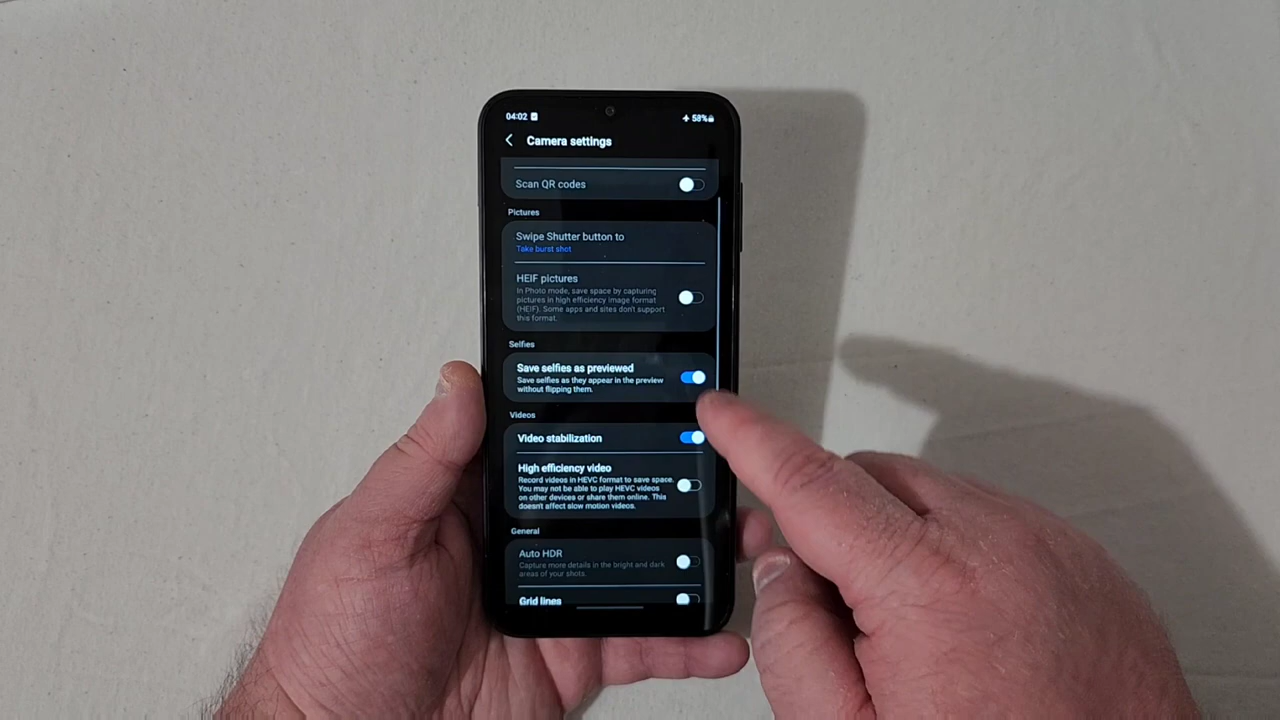 04:02 58%
Camera settings
Scan QR codes
Pictures
Swipe Shutter button to
Take burst shot
HEIF pictures
In Photo mode, save space by capturing
pictures in high efficiency image format
(HEIF). Some apps and sites don't support
this format.
Selfies
Save selfies as previewed
Save selfies as they appear in the preview
without flipping them.
Videos
Video stabilization
High efficiency video
Record videos in HEVC format to save space.
You may not be able to play HEVC videos
on other devices or share them online. This
doesn't affect slow motion videos.
General
Auto HDR
Capture more details in the bright and dark
areas of your shots.
Grid lines